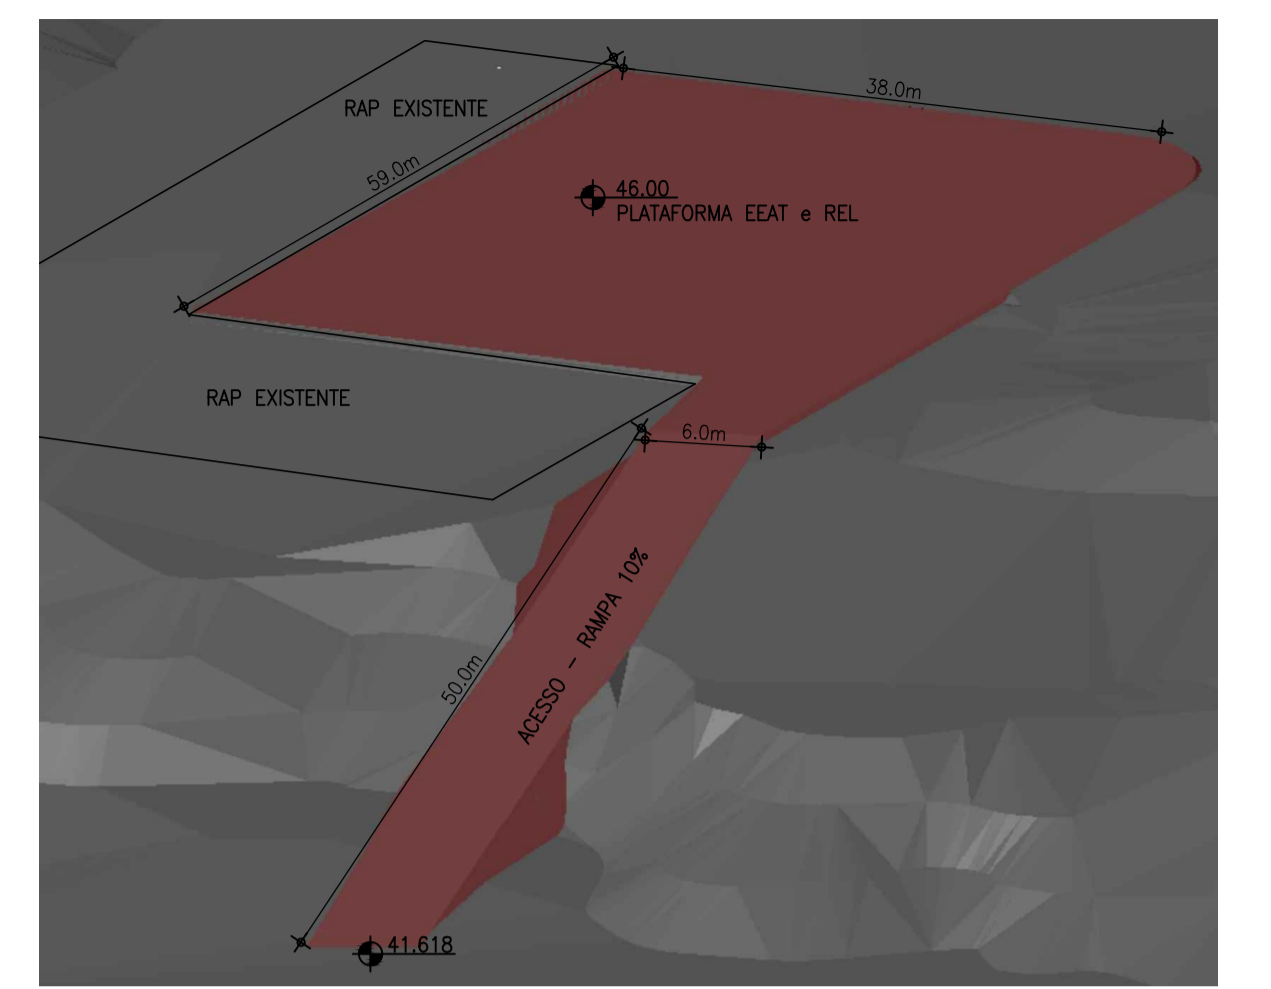 38.0m
RAP EXISTENTE
59.0m
46.00
PLATAFORMA EEAT e REL
RAP EXISTENTE
6.0m
ACESSO - RAMPA 10%
50.0m
41.618